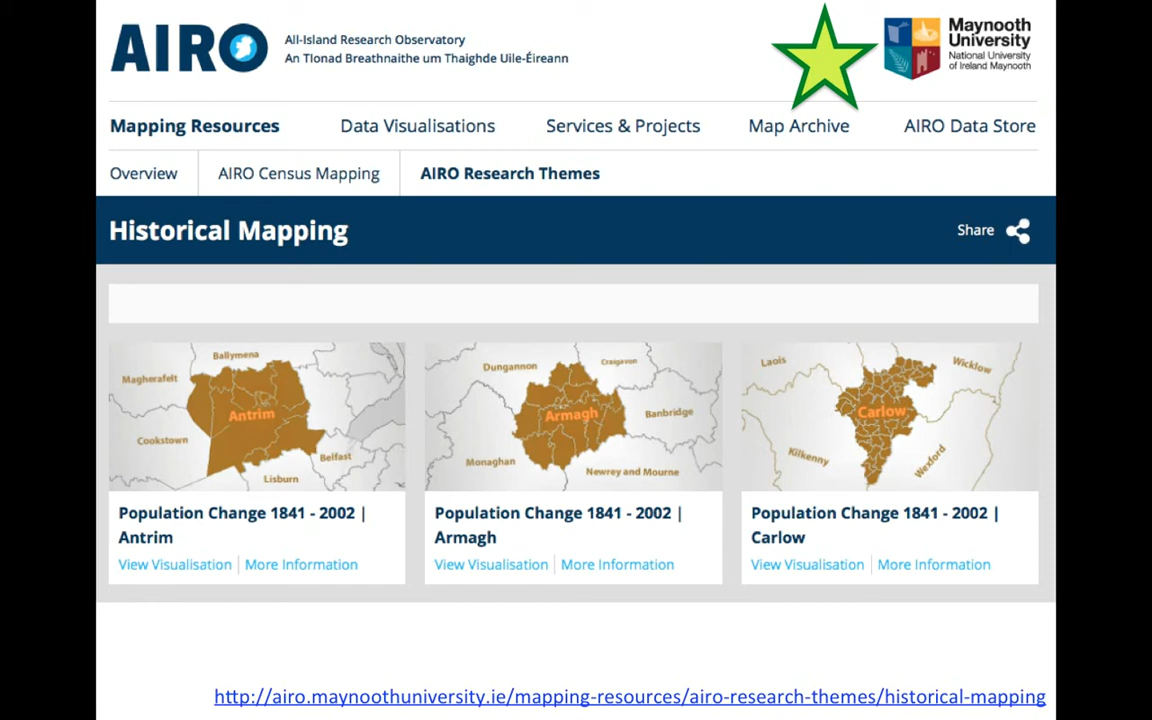 AIRO
All-Island Research Observatory
An Tionad Breathnaithe um Thaighde Uile-Éireann
Maynooth
University
National University
of Ireland Maynooth
Mapping Resources Data Visualisations Services & Projects Map Archive AIRO Data Store
Overview AIRO Census Mapping AIRO Research Themes
Historical Mapping Share
Ballymena
Magherafelt
Antrim
Cookstown
Belfast
Lisburn
Dungannon
Craigavon
Armagh
Banbridge
Monaghan
Newrey and Mourne
Laois
Wicklow
Carlow
Kilkenny
Wexford
Population Change 1841 - 2002 |
Antrim
View Visualisation | More Information
Population Change 1841 - 2002 |
Armagh
View Visualisation | More Information
Population Change 1841 - 2002 |
Carlow
View Visualisation | More Information
http://airo.maynoothuniversity.ie/mapping-resources/airo-research-themes/historical-mapping